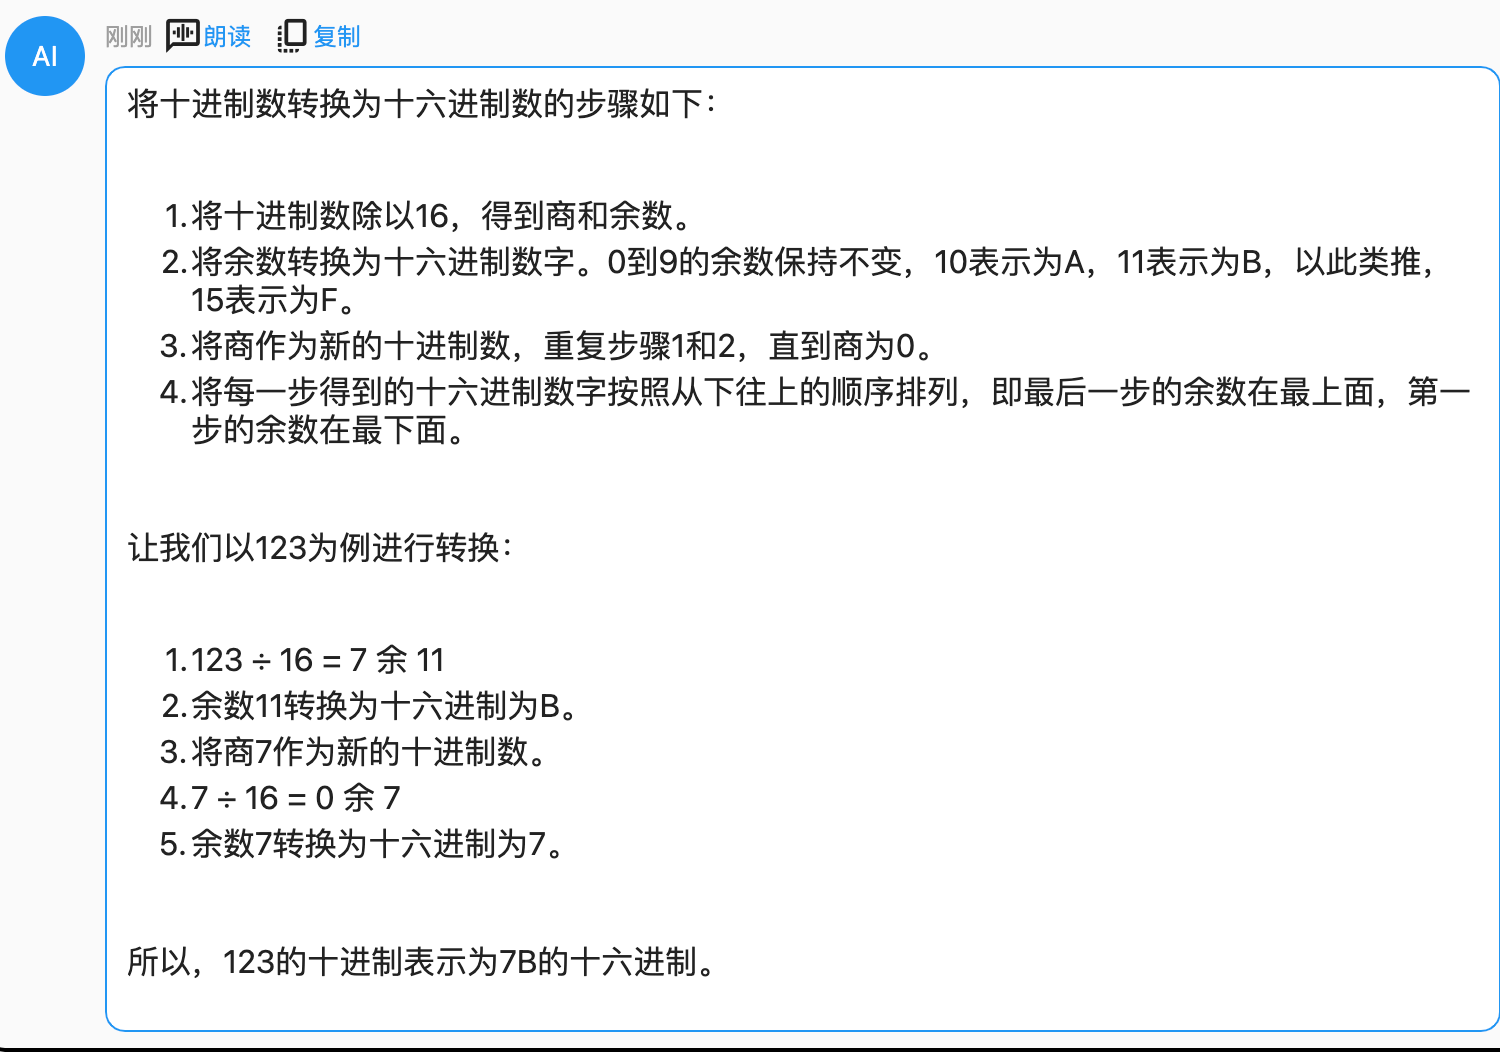 AI
刚刚 朗读 复制
将十进制数转换为十六进制数的步骤如下：
1. 将十进制数除以16，得到商和余数。
2. 将余数转换为十六进制数字。0到9的余数保持不变，10表示为A，11表示为B，以此类推，
15表示为F。
3. 将商作为新的十进制数，重复步骤1和2，直到商为0。
4. 将每一步得到的十六进制数字按照从下往上的顺序排列，即最后一步的余数在最上面，第一
步的余数在最下面。
让我们以123为例进行转换：
1. 123 ÷ 16 = 7 余 11
2. 余数11转换为十六进制为B。
3. 将商7作为新的十进制数。
4. 7 ÷ 16 = 0 余 7
5. 余数7转换为十六进制为7。
所以，123的十进制表示为7B的十六进制。